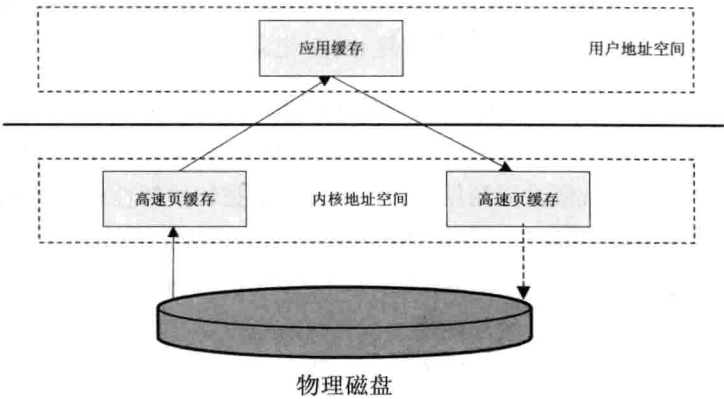 应用缓存
用户地址空间
高速页缓存
内核地址空间
高速页缓存
物理磁盘